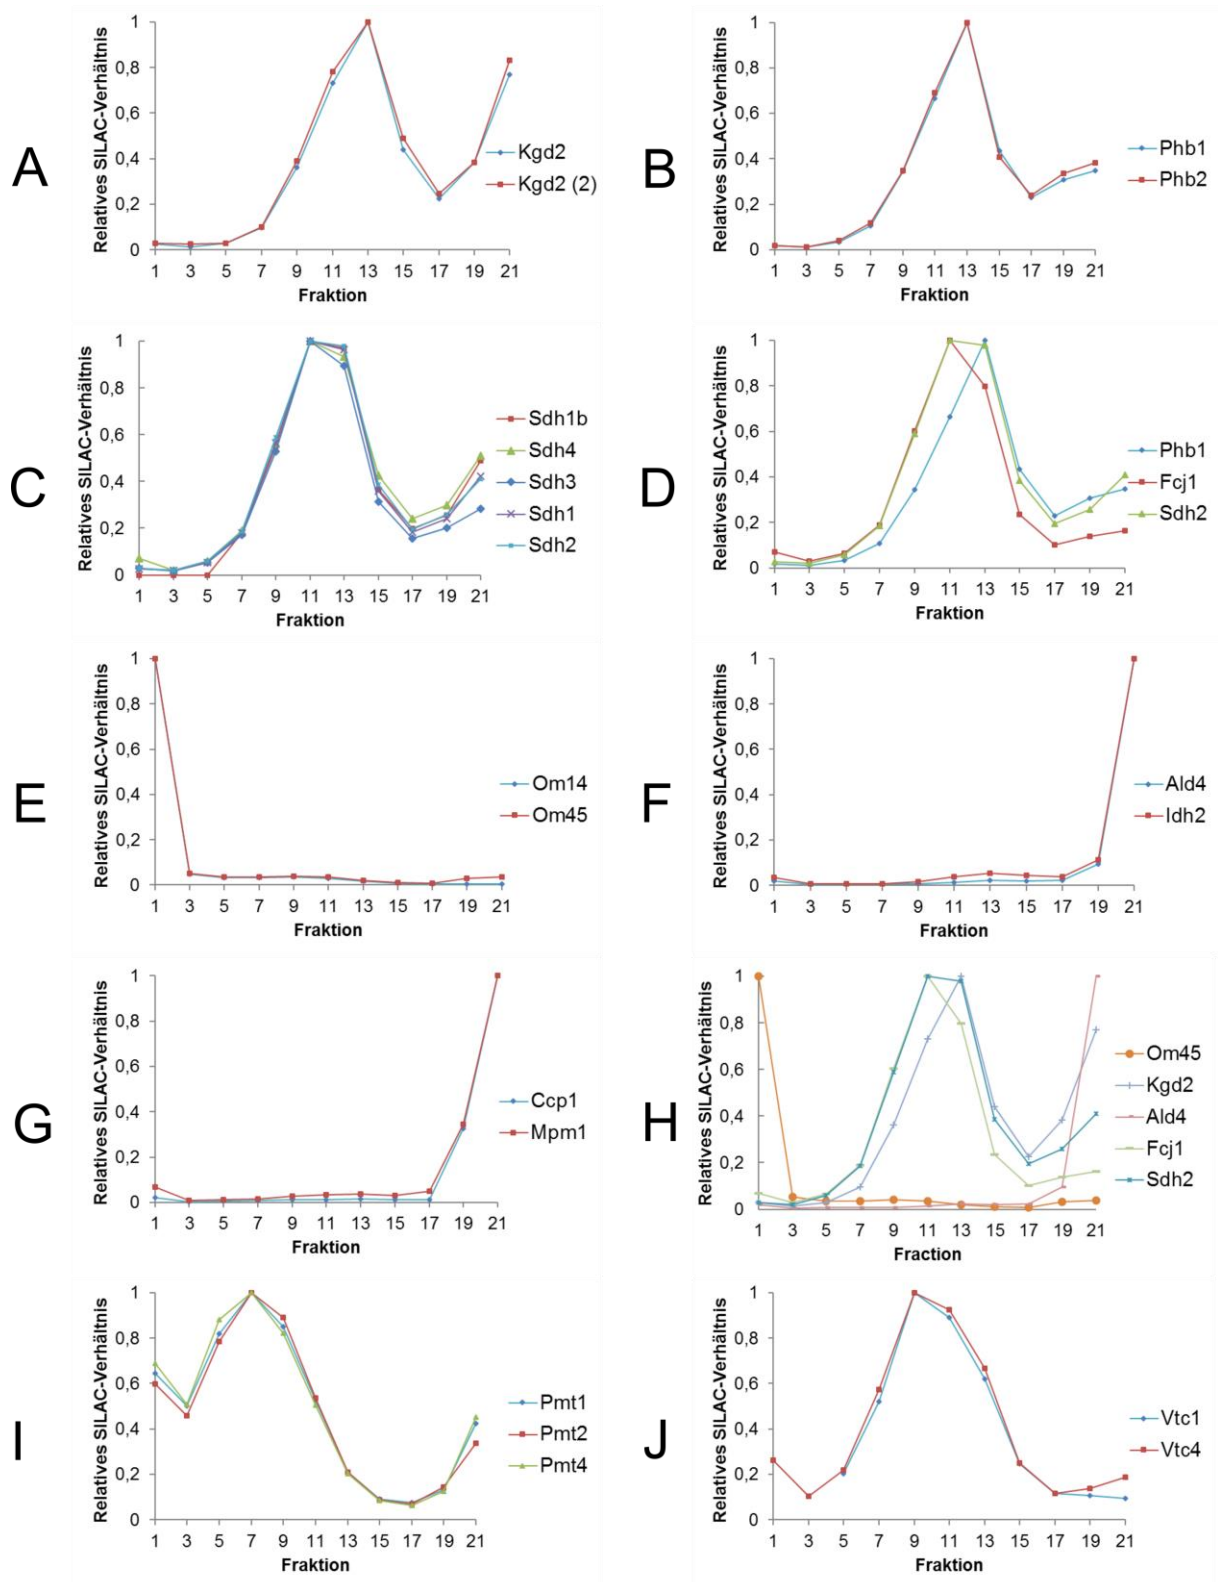 A
Relatives SILAC-Verhältnis
1
0,8
0,6
0,4
0,2
0
1 3 5 7 9 11 13 15 17 19 21
Fraktion
Kgd2
Kgd2 (2)
B
Relatives SILAC-Verhältnis
1
0,8
0,6
0,4
0,2
0
1 3 5 7 9 11 13 15 17 19 21
Fraktion
Phb1
Phb2
C
Relatives SILAC-Verhältnis
1
0,8
0,6
0,4
0,2
0
1 3 5 7 9 11 13 15 17 19 21
Fraktion
Sdh1b
Sdh4
Sdh3
Sdh1
Sdh2
D
Relatives SILAC-Verhältnis
1
0,8
0,6
0,4
0,2
0
1 3 5 7 9 11 13 15 17 19 21
Fraktion
Phb1
Fcj1
Sdh2
E
Relatives SILAC-Verhältnis
1
0,8
0,6
0,4
0,2
0
1 3 5 7 9 11 13 15 17 19 21
Fraktion
Om14
Om45
F
Relatives SILAC-Verhältnis
1
0,8
0,6
0,4
0,2
0
1 3 5 7 9 11 13 15 17 19 21
Fraktion
Ald4
Idh2
G
Relatives SILAC-Verhältnis
1
0,8
0,6
0,4
0,2
0
1 3 5 7 9 11 13 15 17 19 21
Fraktion
Ccp1
Mpm1
H
Relatives SILAC-Verhältnis
1
0,8
0,6
0,4
0,2
0
1 3 5 7 9 11 13 15 17 19 21
Fraction
Om45
Kgd2
Ald4
Fcj1
Sdh2
I
Relatives SILAC-Verhältnis
1
0,8
0,6
0,4
0,2
0
1 3 5 7 9 11 13 15 17 19 21
Fraktion
Pmt1
Pmt2
Pmt4
J
Relatives SILAC-Verhältnis
1
0,8
0,6
0,4
0,2
0
1 3 5 7 9 11 13 15 17 19 21
Fraktion
Vtc1
Vtc4